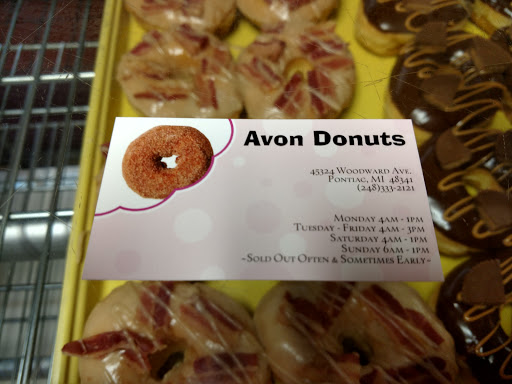 Avon Donuts
45324 Woodward Ave.
Pontiac, MI. 48341
(248)333-2121
Monday 4am - 1pm
Tuesday - Friday 4am - 3pm
Saturday 4am - 1pm
Sunday 6am - 1pm
~Sold Out Often & Sometimes Early~